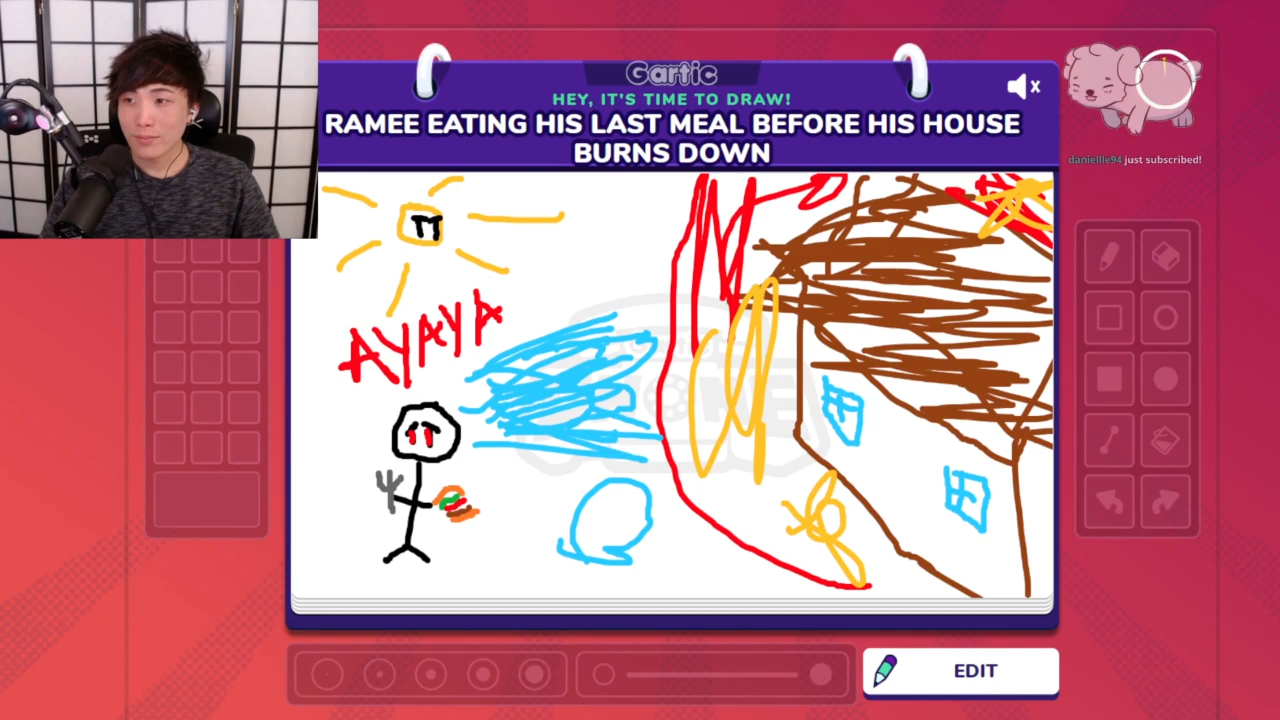 Gartic
HEY, IT'S TIME TO DRAW!
RAMEE EATING HIS LAST MEAL BEFORE HIS HOUSE
BURNS DOWN
daniellle94 just subscribed!
AYAYA
EDIT